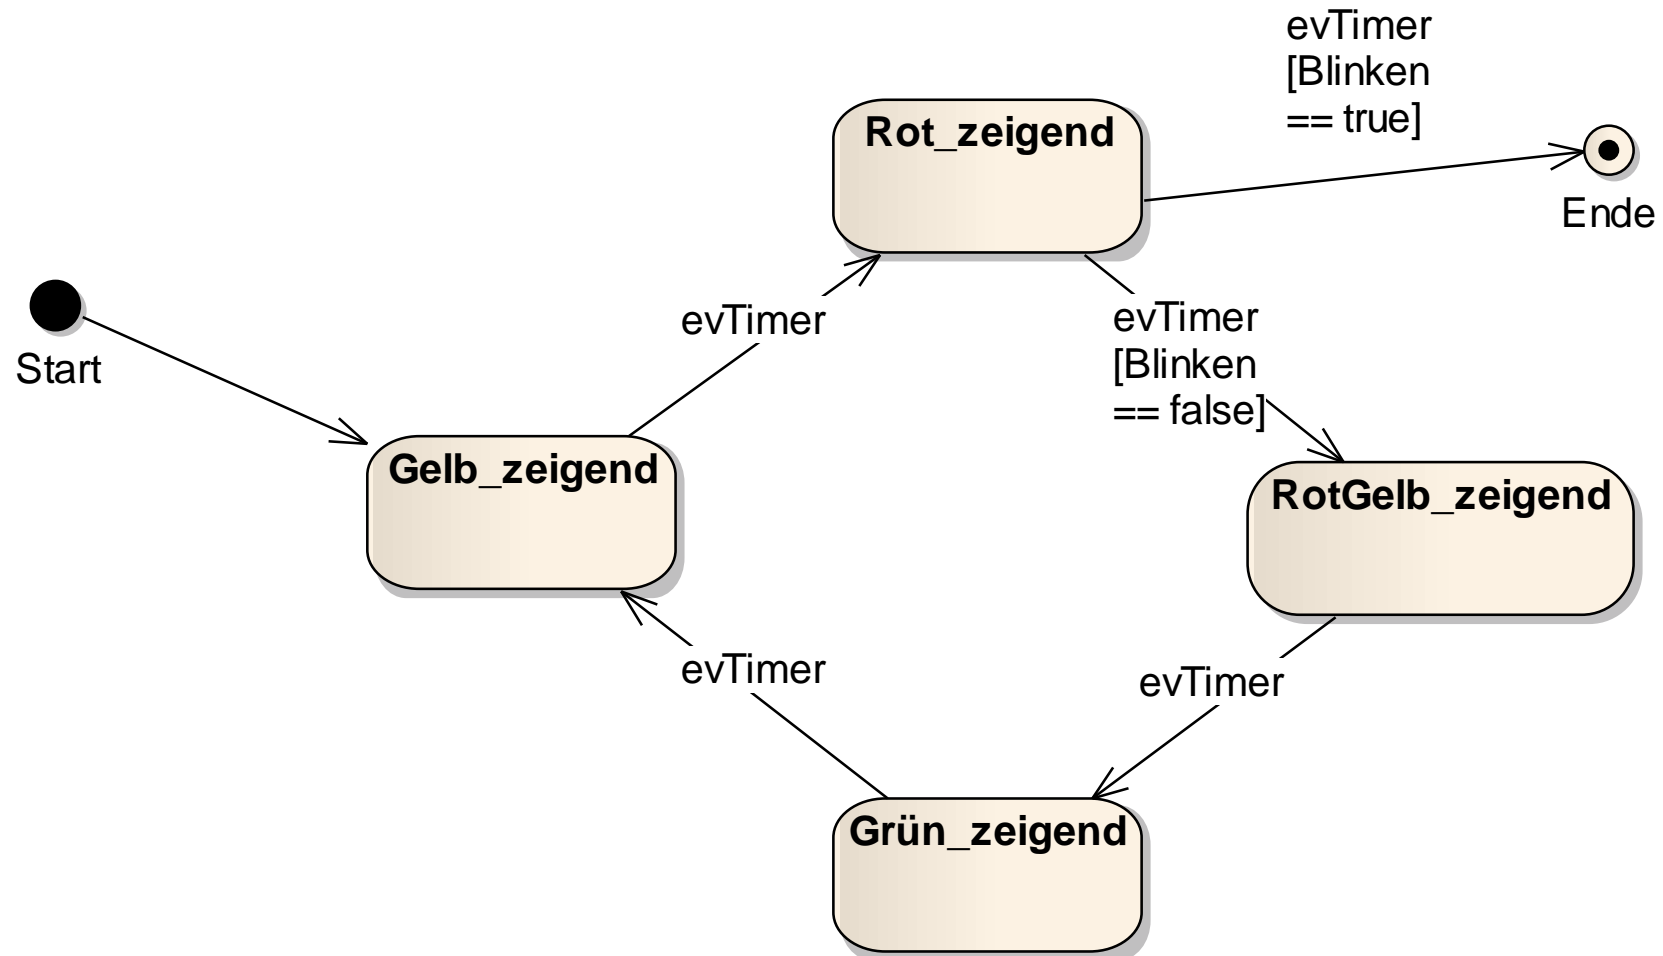 evTimer
[Blinken
== true]
Rot_zeigend
Ende
evTimer
evTimer
[Blinken
== false]
Start
Gelb_zeigend
RotGelb_zeigend
evTimer
evTimer
Grün_zeigend